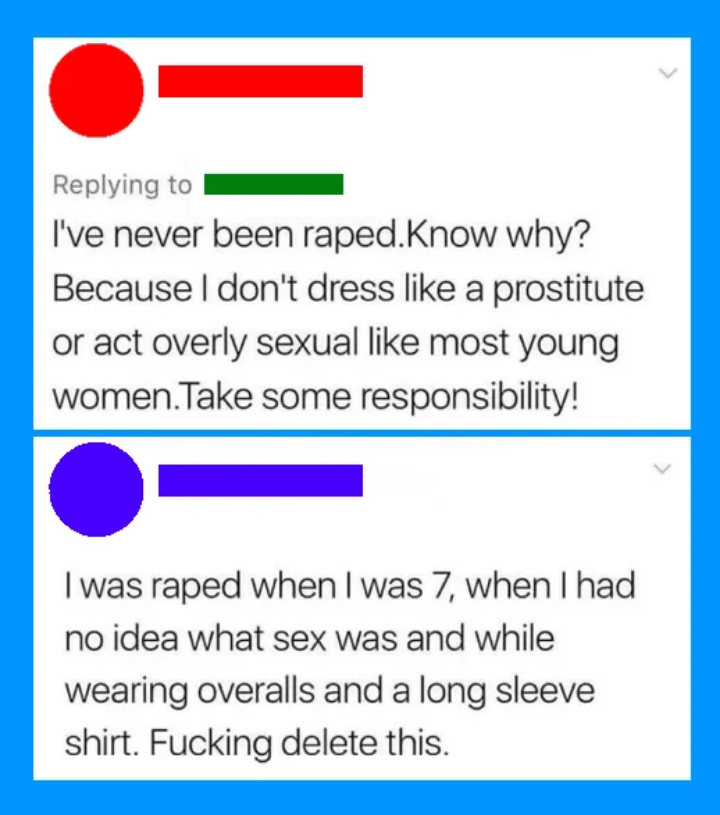 Replying to
I've never been raped.Know why?
Because I don't dress like a prostitute
or act overly sexual like most young
women.Take some responsibility!
I was raped when I was 7, when I had
no idea what sex was and while
wearing overalls and a long sleeve
shirt. Fucking delete this.